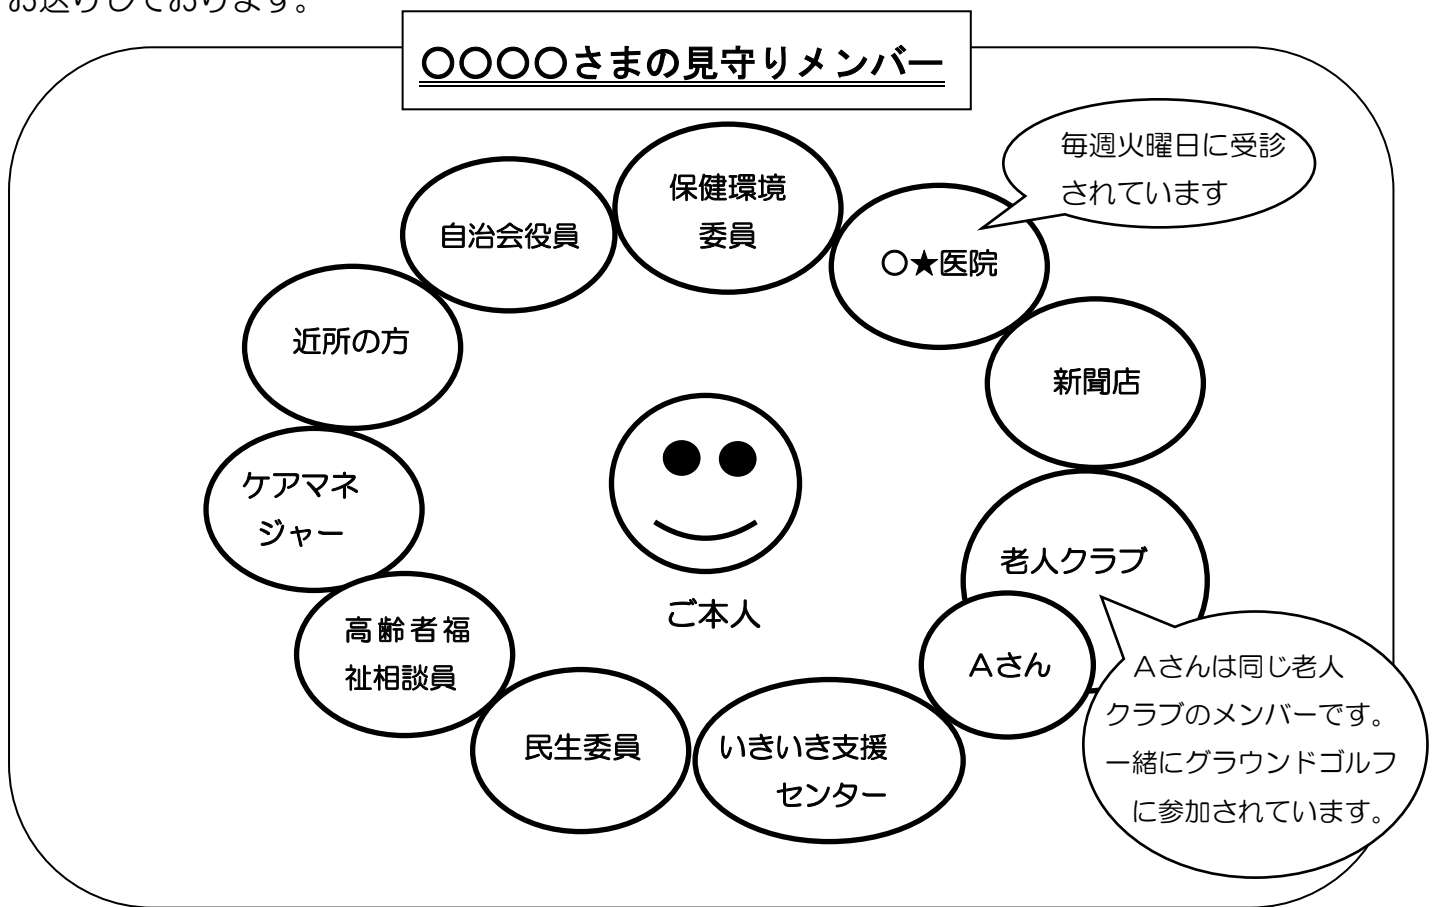 お送りしております。
〇〇〇〇さまの見守りメンバー
毎週火曜日に受診
されています
保健環境
委員
自治会役員
〇★医院
近所の方
新聞店
ケアマネ
ジャー
老人クラブ
高齢者福
祉相談員
ご本人
Aさん
Aさんは同じ老人
クラブのメンバーです。
一緒にグラウンドゴルフ
に参加されています。
民生委員
いきいき支援
センター